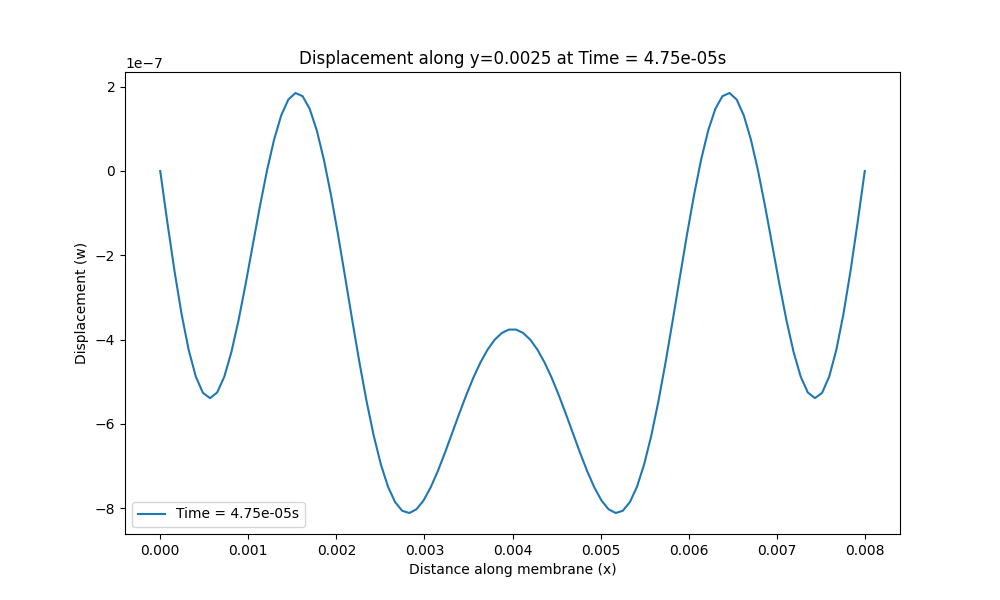 Displacement along y=0.0025 at Time = 4.75e-05s
1e−7
2
0
−2
−4
−6
−8
Displacement (w)
Time = 4.75e-05s
0.000 0.001 0.002 0.003 0.004 0.005 0.006 0.007 0.008
Distance along membrane (x)